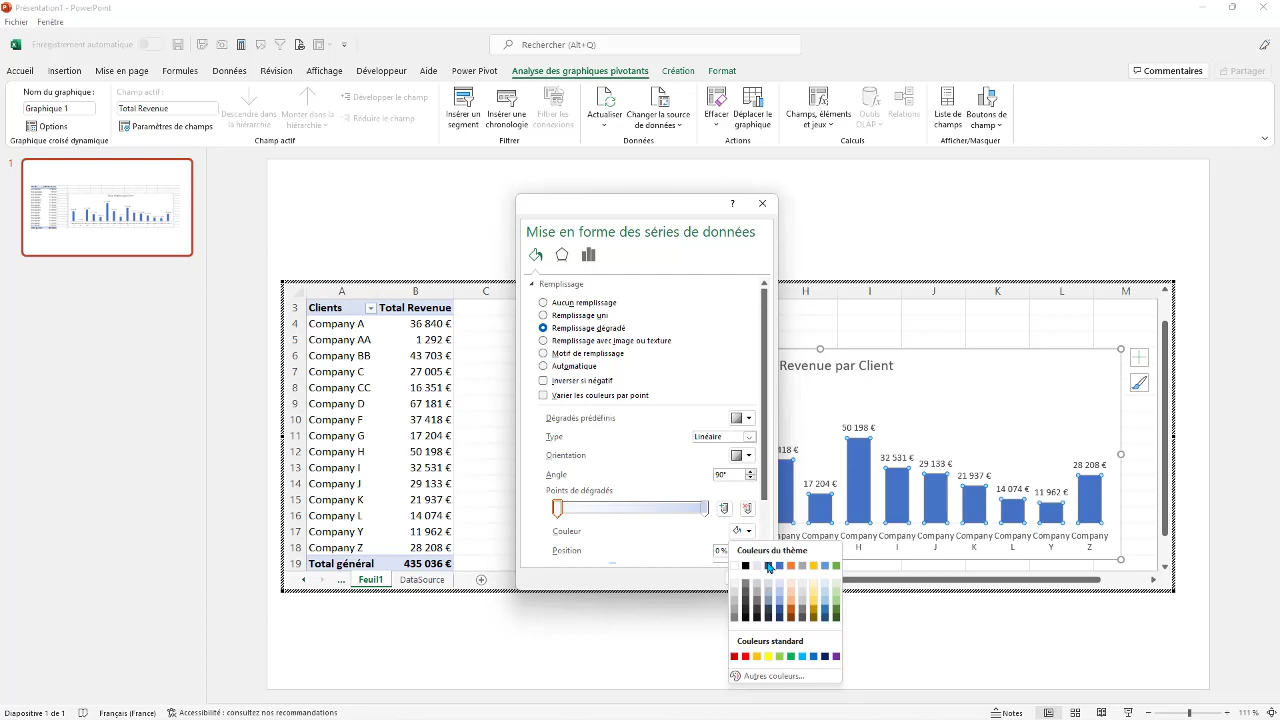 Présentation1 - PowerPoint
Fichier Fenêtre
Enregistrement automatique
Rechercher (Alt+Q)
Accueil Insertion Mise en page Formules Données Révision Affichage Développeur Aide Power Pivot Analyse des graphiques pivotants Création Format
Commentaires Partager
Nom du graphique :
Graphique 1
Options
Graphique croisé dynamique
Champ actif :
Total Revenue
Paramètres de champs
Descendre dans la hiérarchie
Monter dans la hiérarchie
Développer le champ
Réduire le champ
Champ actif
Insérer un segment
Insérer une chronologie
Filtrer les connexions
Filtrer
Actualiser
Changer la source de données
Données
Effacer
Déplacer le graphique
Actions
Champs, éléments et jeux
Outils OLAP
Relations
Calculs
Liste de champs
Boutons de champ
Afficher/Masquer
1
A B C H I J K L M
3 Clients Total Revenue
4 Company A 36 840 €
5 Company AA 1 292 €
6 Company BB 43 703 €
7 Company C 27 005 €
8 Company CC 16 351 €
9 Company D 67 181 €
10 Company F 37 418 €
11 Company G 17 204 €
12 Company H 50 198 €
13 Company I 32 531 €
14 Company J 29 133 €
15 Company K 21 937 €
16 Company L 14 074 €
17 Company Y 11 962 €
18 Company Z 28 208 €
19 Total général 435 036 €
... Feuil1 DataSource
?
Mise en forme des séries de données
Remplissage
Aucun remplissage
Remplissage uni
Remplissage dégradé
Remplissage avec image ou texture
Motif de remplissage
Automatique
Inverser si négatif
Varier les couleurs par point
Dégradés prédéfinis
Type Linéaire
Orientation
Angle 90°
Points de dégradés
Couleur
Position 0 %
Couleurs du thème
Couleurs standard
Autres couleurs...
Revenue par Client
418 €
17 204 €
50 198 €
32 531 €
29 133 €
21 937 €
14 074 €
11 962 €
28 208 €
mpany Company Company Company Company Company Company Company Company
H I J K L Y Z
Diapositive 1 de 1 Français (France) Accessibilité : consultez nos recommandations
Notes
111 %